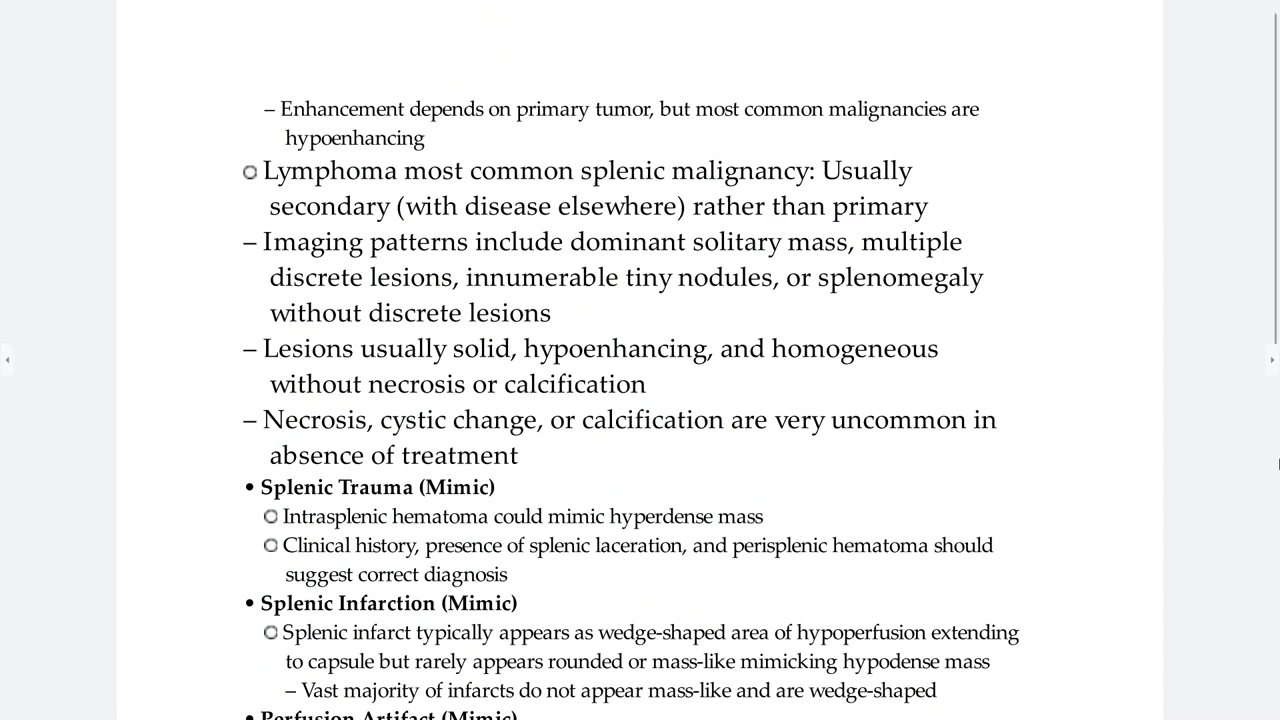 – Enhancement depends on primary tumor, but most common malignancies are
hypoenhancing
○ Lymphoma most common splenic malignancy: Usually
secondary (with disease elsewhere) rather than primary
– Imaging patterns include dominant solitary mass, multiple
discrete lesions, innumerable tiny nodules, or splenomegaly
without discrete lesions
– Lesions usually solid, hypoenhancing, and homogeneous
without necrosis or calcification
– Necrosis, cystic change, or calcification are very uncommon in
absence of treatment
• Splenic Trauma (Mimic)
○ Intrasplenic hematoma could mimic hyperdense mass
○ Clinical history, presence of splenic laceration, and perisplenic hematoma should
suggest correct diagnosis
• Splenic Infarction (Mimic)
○ Splenic infarct typically appears as wedge-shaped area of hypoperfusion extending
to capsule but rarely appears rounded or mass-like mimicking hypodense mass
– Vast majority of infarcts do not appear mass-like and are wedge-shaped
• Perfusion Artifact (Mimic)